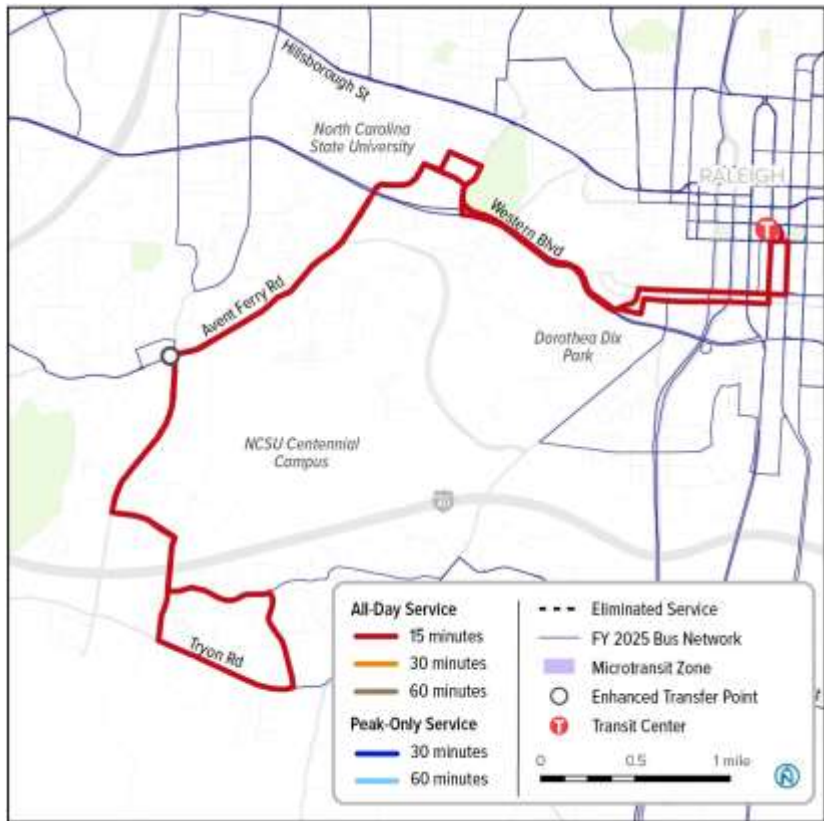 Hillsborough St
North Carolina
State University
RALEIGH
T
Western Blvd
Avent Ferry Rd
Dorothea Dix
Park
NCSU Centennial
Campus
Tryon Rd
All-Day Service
15 minutes
30 minutes
60 minutes
Peak-Only Service
30 minutes
60 minutes
Eliminated Service
FY 2025 Bus Network
Microtransit Zone
Enhanced Transfer Point
T Transit Center
0 0.5 1 mile
N